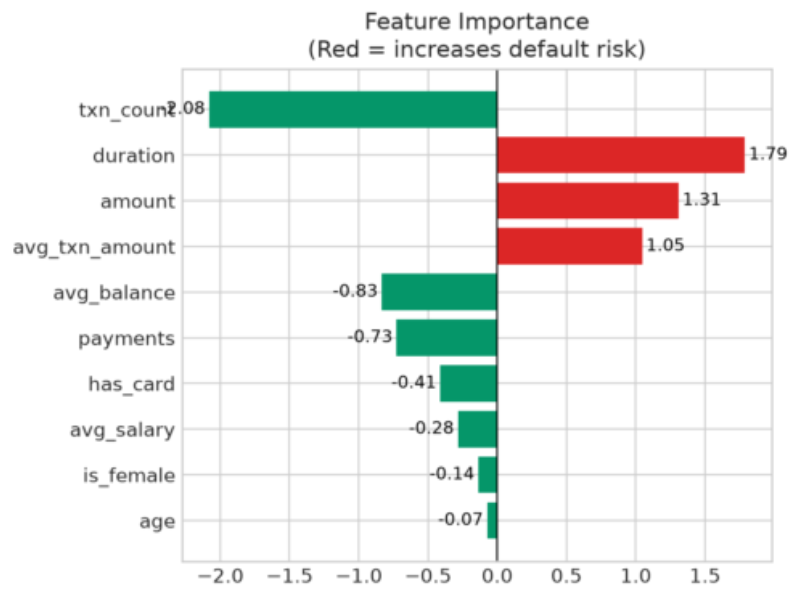 Feature Importance
(Red = increases default risk)
txn_count -2.08
duration 1.79
amount 1.31
avg_txn_amount 1.05
avg_balance -0.83
payments -0.73
has_card -0.41
avg_salary -0.28
is_female -0.14
age -0.07
−2.0 −1.5 −1.0 −0.5 0.0 0.5 1.0 1.5